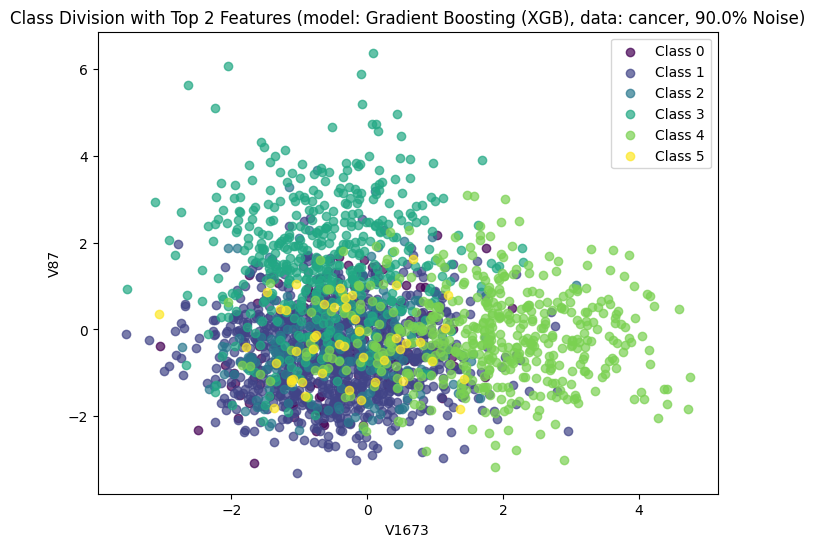 Class Division with Top 2 Features (model: Gradient Boosting (XGB), data: cancer, 90.0% Noise)
Class 0
Class 1
Class 2
Class 3
Class 4
Class 5
6
4
2
0
−2
V87
−2
0
2
4
V1673